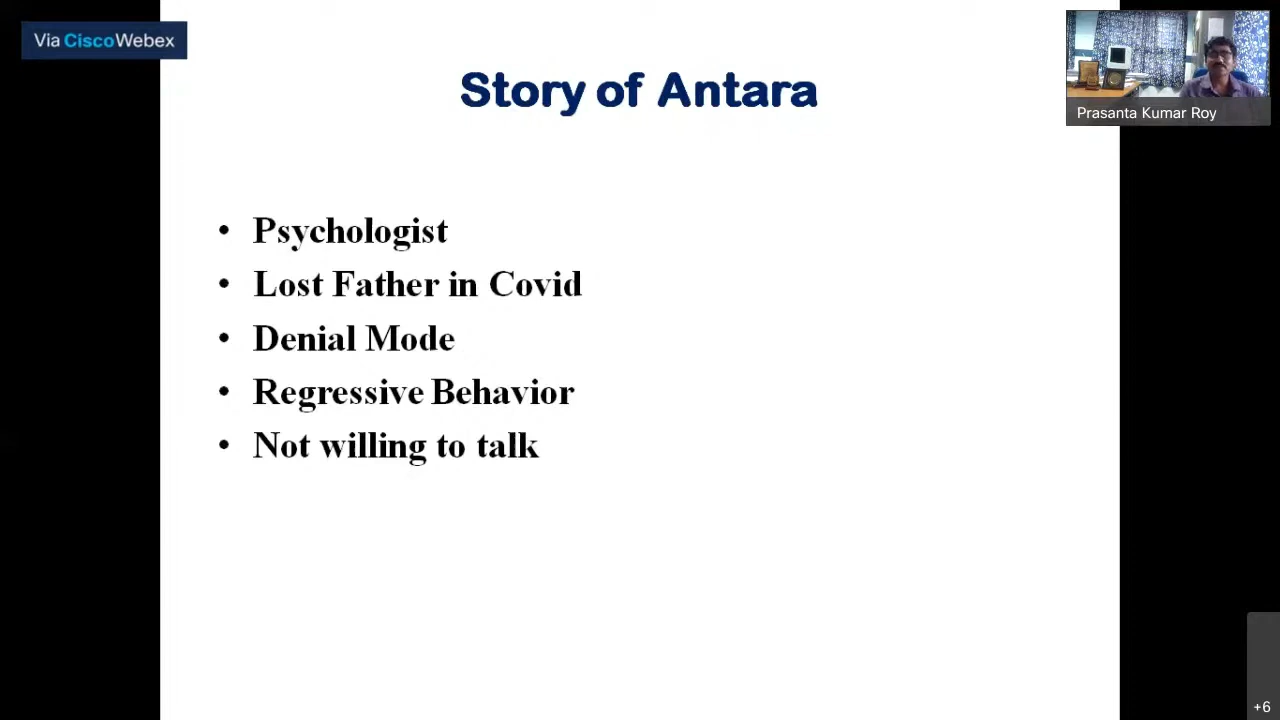 Via CiscoWebex
Story of Antara
Prasanta Kumar Roy
• Psychologist
• Lost Father in Covid
• Denial Mode
• Regressive Behavior
• Not willing to talk
+6